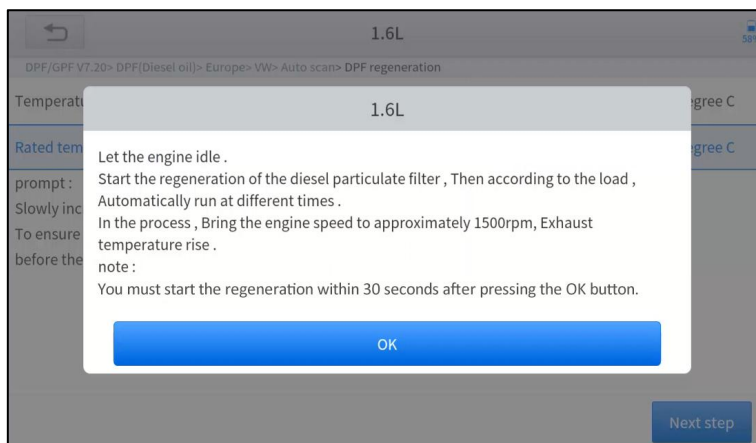 1.6L
58%
DPF/GPF V7.20> DPF(Diesel oil)> Europe> VW> Auto scan> DPF regeneration
1.6L
Let the engine idle .
Start the regeneration of the diesel particulate filter , Then according to the load ,
Automatically run at different times .
In the process , Bring the engine speed to approximately 1500rpm, Exhaust
temperature rise .
note :
You must start the regeneration within 30 seconds after pressing the OK button.
OK
Rated tem
prompt :
Slowly inc
To ensure
before the
Next step